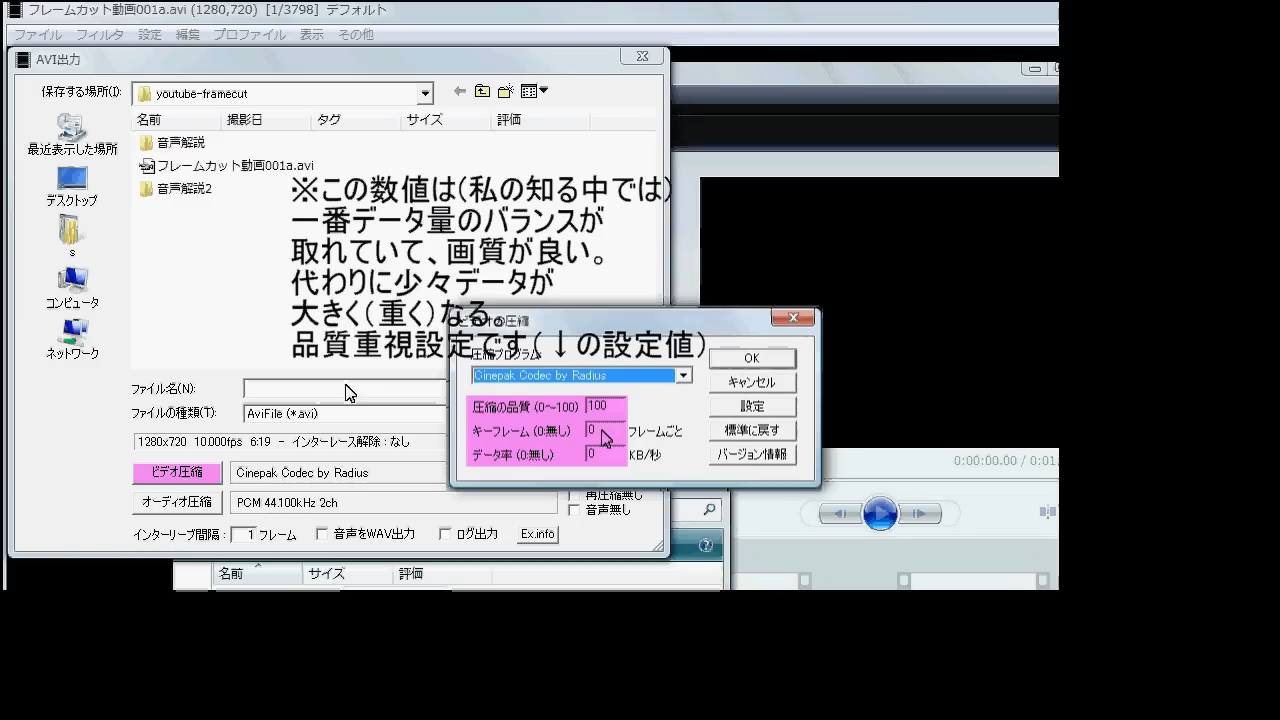 フレームカット動画001a.avi (1280,720) [1/3798] デフォルト
ファイル フィルタ 設定 編集 プロファイル 表示 その他
AVI出力
保存する場所(I):
youtube-framecut
名前 撮影日 タグ サイズ 評価
最近表示した場所
デスクトップ
s
コンピュータ
ネットワーク
音声解説
フレームカット動画001a.avi
音声解説2
※この数値は(私の知る中では)
一番データ量のバランスが
取れていて、画質が良い。
代わりに少々データが
大きく(重く)なる。
品質重視設定です(↓の設定値)
ファイル名(N):
ファイルの種類(T): AviFile (*.avi)
1280x720 10.000fps 6:19 - インターレース解除 : なし
ビデオ圧縮 Cinepak Codec by Radius
オーディオ圧縮 PCM 44100kHz 2ch
再圧縮無し
音声無し
インターリーブ間隔 : 1 フレーム 音声をWAV出力 ログ出力 Ex.info
ビデオの圧縮
圧縮プログラム
Cinepak Codec by Radius
圧縮の品質 (0～100) 100
キーフレーム (0:無し) 0 フレームごと
データ率 (0:無し) 0 KB/秒
OK
キャンセル
設定
標準に戻す
バージョン情報
0:00:00.00 / 0:01:
名前 サイズ 評価